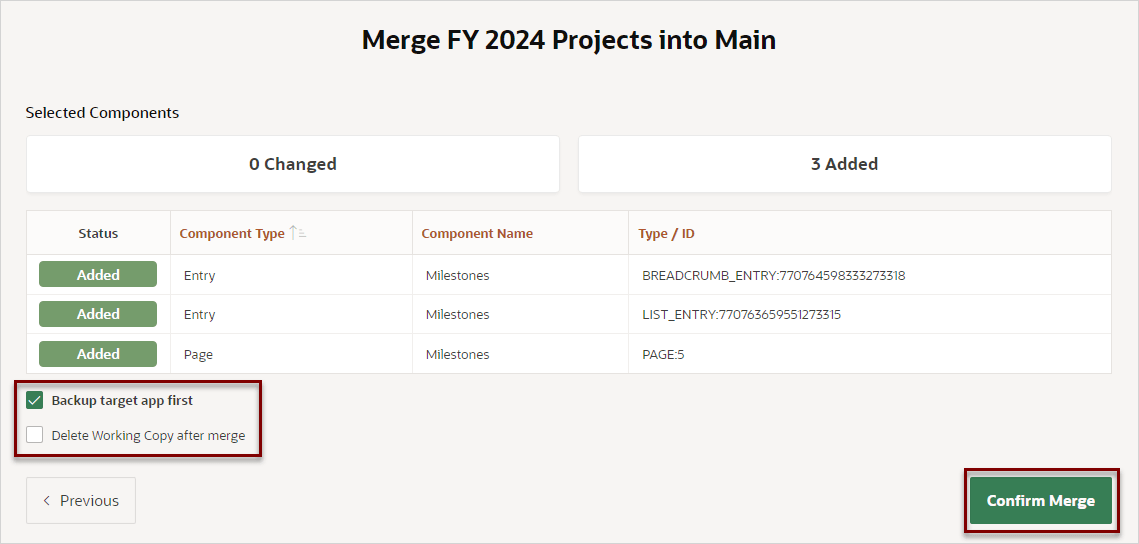 Merge FY 2024 Projects into Main
Selected Components
0 Changed
3 Added
Status Component Type Component Name Type / ID
Added Entry Milestones BREADCRUMB_ENTRY:770764598333273318
Added Entry Milestones LIST_ENTRY:770763659551273315
Added Page Milestones PAGE:5
Backup target app first
Delete Working Copy after merge
Previous
Confirm Merge